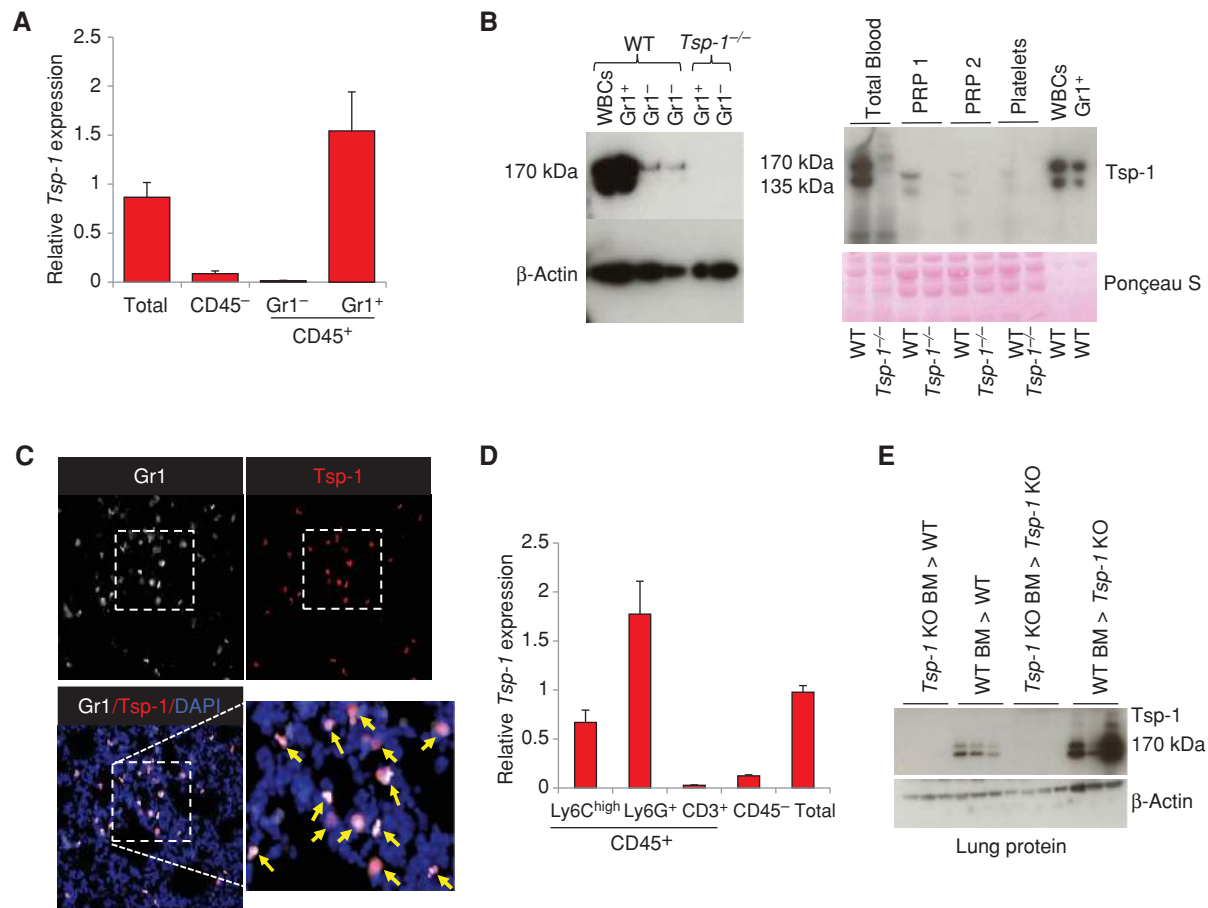 A
Relative Tsp-1 expression
2.5
2
1.5
1
0.5
0
Total
CD45–
Gr1–
Gr1+
CD45+
B
WT
Tsp-1–/–
WBCs
Gr1+
Gr1–
Gr1–
Gr1+
Gr1–
170 kDa
β-Actin
Total Blood
PRP 1
PRP 2
Platelets
WBCs
Gr1+
170 kDa
135 kDa
Tsp-1
Ponçeau S
WT
Tsp-1–/–
WT
Tsp-1–/–
WT
Tsp-1–/–
WT
Tsp-1–/–
WT
WT
C
Gr1
Tsp-1
Gr1/Tsp-1/DAPI
D
Relative Tsp-1 expression
2.5
2
1.5
1
0.5
0
Ly6Chigh
Ly6G+
CD3+
CD45–
Total
CD45+
E
Tsp-1 KO BM > WT
WT BM > WT
Tsp-1 KO BM > Tsp-1 KO
WT BM > Tsp-1 KO
Tsp-1
170 kDa
β-Actin
Lung protein